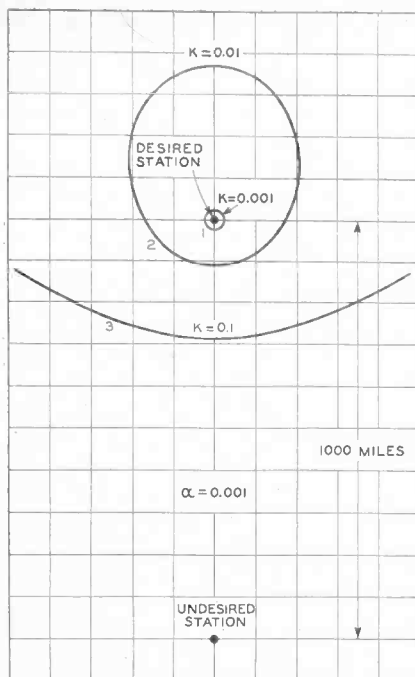 K=0.01
DESIRED
STATION
K=0.001
1
2
3
K=0.1
1000 MILES
α=0.001
UNDESIRED
STATION